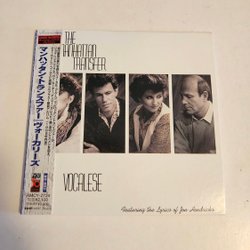 THE
MANHATTAN
TRANSFER
VOCALESE
Featuring the Lyrics of Jon Hendricks
マンハッタン・トランスファー/ヴォーカリーズ